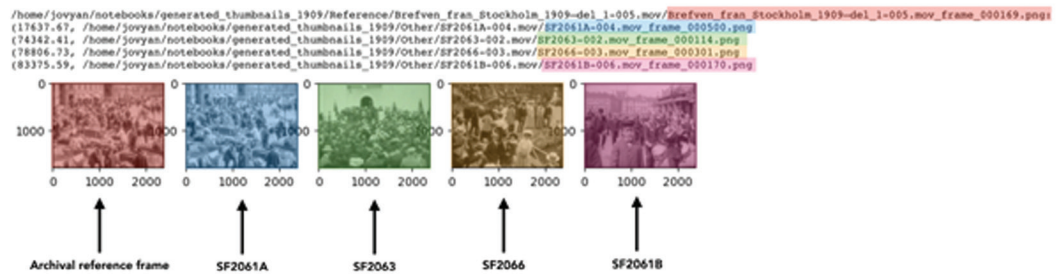 /home/jovyan/notebooks/generated_thumbnails_1909/Reference/Brefven_fran_Stockholm_1909—del_1-005.mov/Brefven_fran_Stockholm_1909—del_1-005.mov_frame_000169.png:
(17637.67, /home/jovyan/notebooks/generated_thumbnails_1909/Other/SF2061A-004.mov/SF2061A-004.mov_frame_000500.png
(74342.41, /home/jovyan/notebooks/generated_thumbnails_1909/Other/SF2063-002.mov/SF2063-002.mov_frame_000114.png
(78806.73, /home/jovyan/notebooks/generated_thumbnails_1909/Other/SF2066-003.mov/SF2066-003.mov_frame_000301.png
(83375.59, /home/jovyan/notebooks/generated_thumbnails_1909/Other/SF2061B-006.mov/SF2061B-006.mov_frame_000170.png
0 0 0 0 0
1000 1000 1000 1000 1000
0 1000 2000 0 1000 2000 0 1000 2000 0 1000 2000 0 1000 2000
Archival reference frame SF2061A SF2063 SF2066 SF2061B